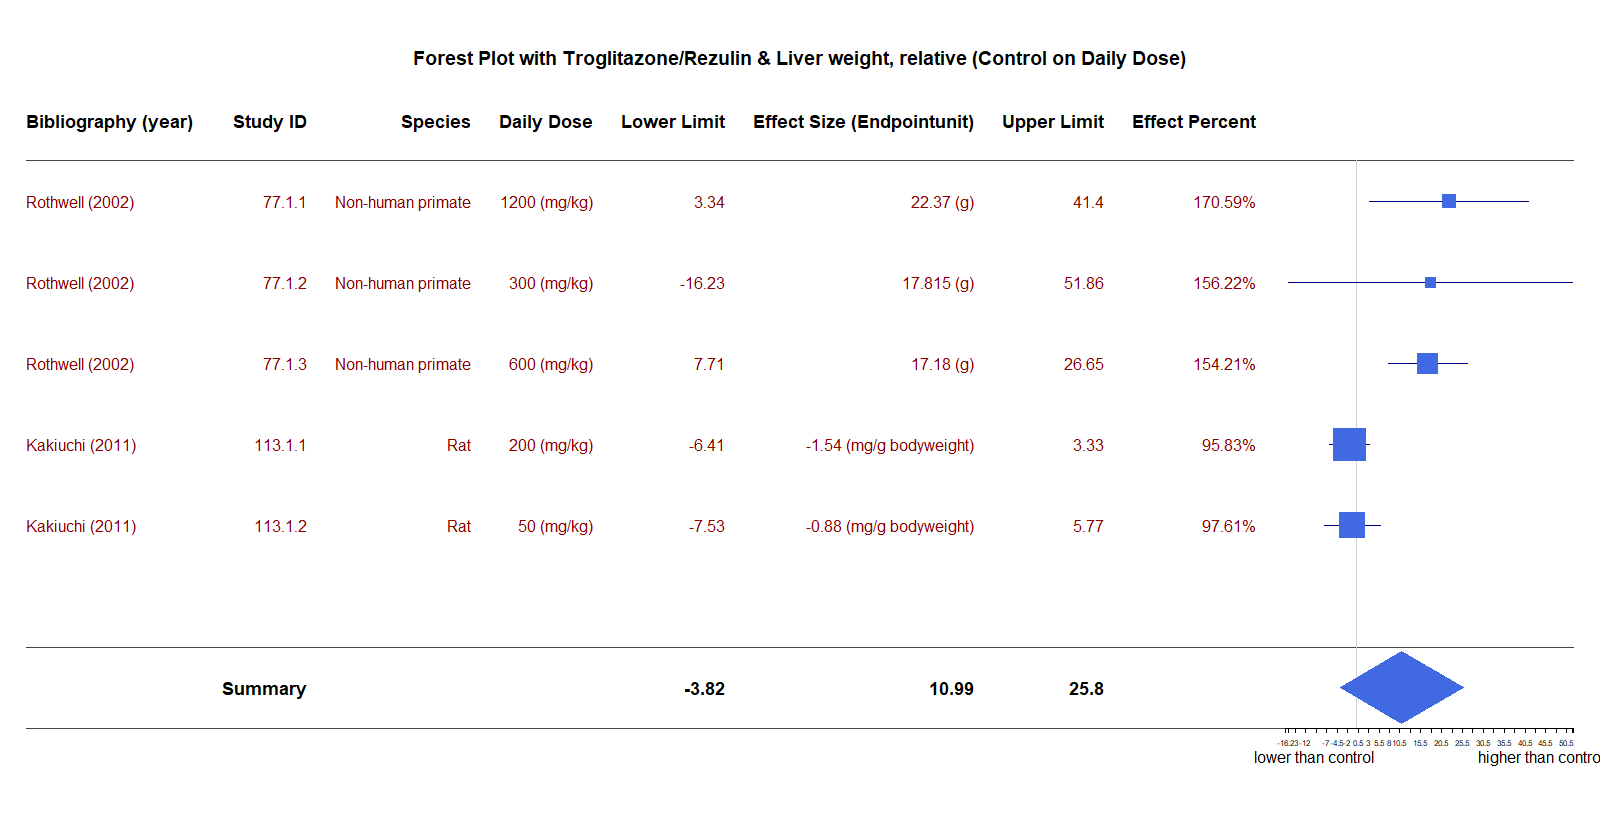 Forest Plot with Troglitazone/Rezulin & Liver weight, relative (Control on Daily Dose)
Bibliography (year) Study ID Species Daily Dose Lower Limit Effect Size (Endpointunit) Upper Limit Effect Percent
Rothwell (2002) 77.1.1 Non-human primate 1200 (mg/kg) 3.34 22.37 (g) 41.4 170.59%
Rothwell (2002) 77.1.2 Non-human primate 300 (mg/kg) -16.23 17.815 (g) 51.86 156.22%
Rothwell (2002) 77.1.3 Non-human primate 600 (mg/kg) 7.71 17.18 (g) 26.65 154.21%
Kakiuchi (2011) 113.1.1 Rat 200 (mg/kg) -6.41 -1.54 (mg/g bodyweight) 3.33 95.83%
Kakiuchi (2011) 113.1.2 Rat 50 (mg/kg) -7.53 -0.88 (mg/g bodyweight) 5.77 97.61%
Summary -3.82 10.99 25.8
-16.23 -12 -7 -4.5 -2 0.5 3 5.5 8 10.5 15.5 20.5 25.5 30.5 35.5 40.5 45.5 50.5
lower than control higher than contro